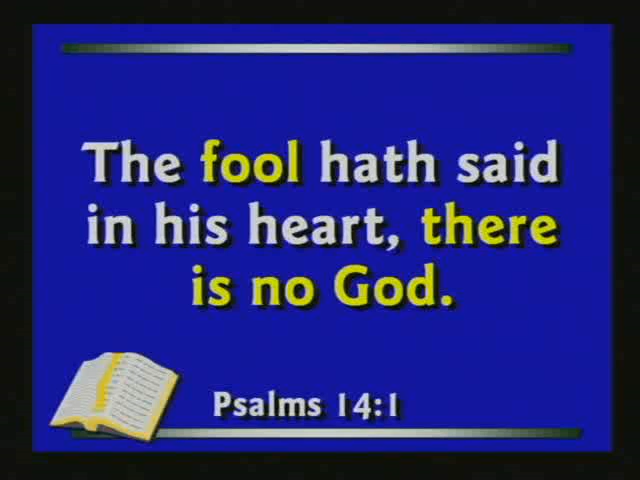 The fool hath said
in his heart, there
is no God.
Psalms 14:1